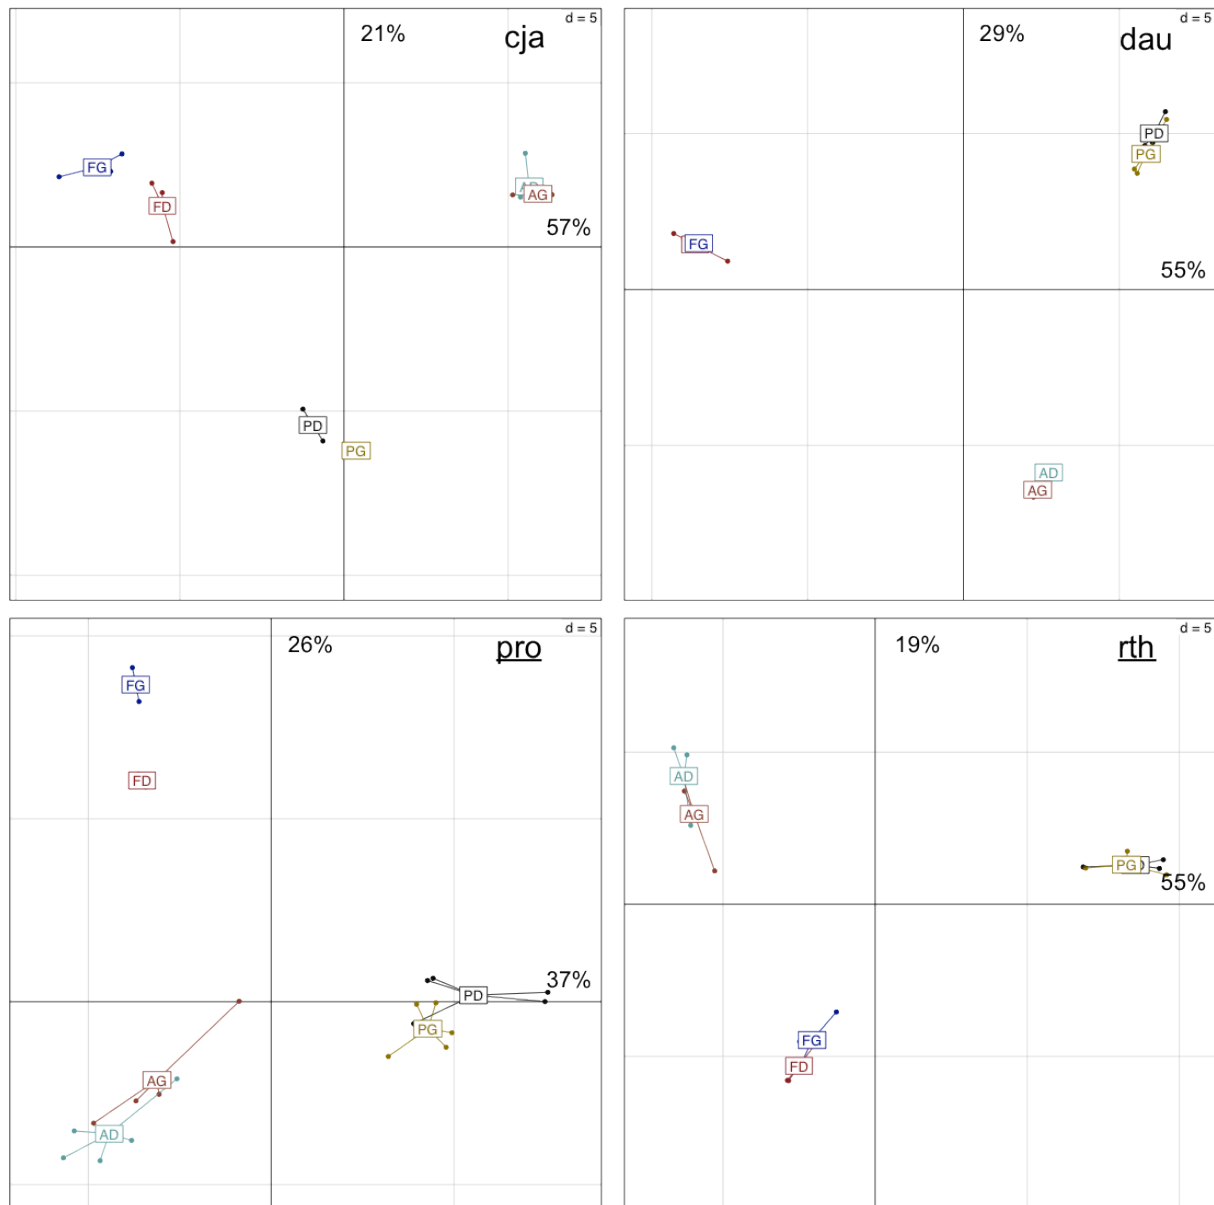 d = 5
21%
cja
FG
FD
AG
57%
PD
PG
d = 5
29%
dau
PD
PG
FG
55%
AD
AG
d = 5
26%
pro
FG
FD
37%
PD
PG
AG
AD
d = 5
19%
rth
AD
AG
PG
55%
FG
FD